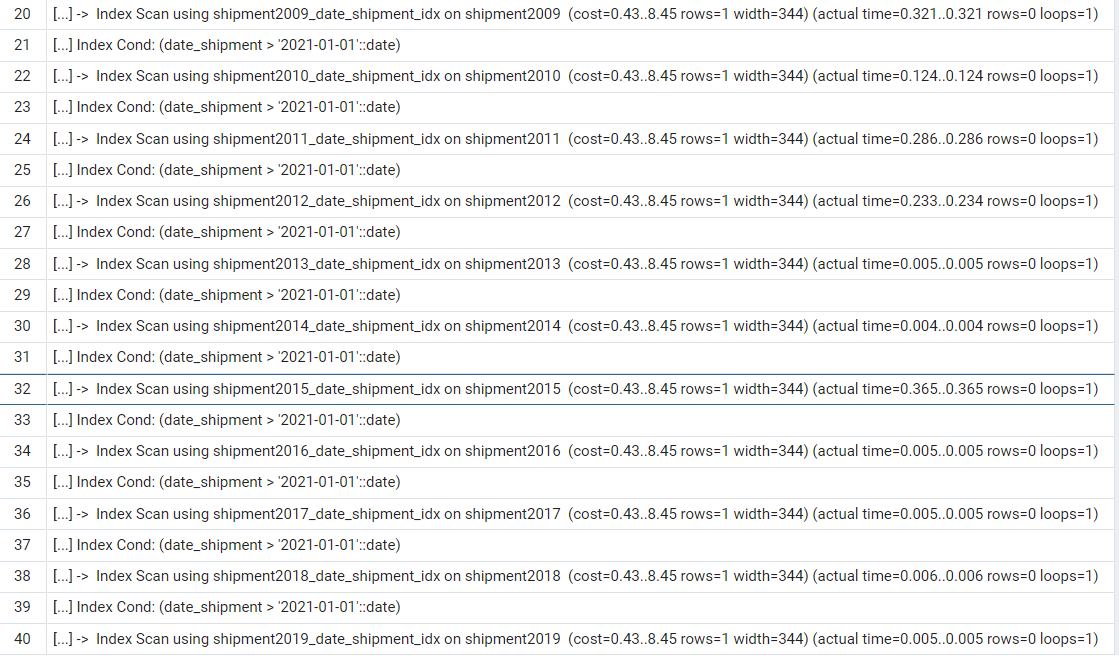 20 [...] -> Index Scan using shipment2009_date_shipment_idx on shipment2009 (cost=0.43..8.45 rows=1 width=344) (actual time=0.321..0.321 rows=0 loops=1)
21 [...] Index Cond: (date_shipment > '2021-01-01'::date)
22 [...] -> Index Scan using shipment2010_date_shipment_idx on shipment2010 (cost=0.43..8.45 rows=1 width=344) (actual time=0.124..0.124 rows=0 loops=1)
23 [...] Index Cond: (date_shipment > '2021-01-01'::date)
24 [...] -> Index Scan using shipment2011_date_shipment_idx on shipment2011 (cost=0.43..8.45 rows=1 width=344) (actual time=0.286..0.286 rows=0 loops=1)
25 [...] Index Cond: (date_shipment > '2021-01-01'::date)
26 [...] -> Index Scan using shipment2012_date_shipment_idx on shipment2012 (cost=0.43..8.45 rows=1 width=344) (actual time=0.233..0.234 rows=0 loops=1)
27 [...] Index Cond: (date_shipment > '2021-01-01'::date)
28 [...] -> Index Scan using shipment2013_date_shipment_idx on shipment2013 (cost=0.43..8.45 rows=1 width=344) (actual time=0.005..0.005 rows=0 loops=1)
29 [...] Index Cond: (date_shipment > '2021-01-01'::date)
30 [...] -> Index Scan using shipment2014_date_shipment_idx on shipment2014 (cost=0.43..8.45 rows=1 width=344) (actual time=0.004..0.004 rows=0 loops=1)
31 [...] Index Cond: (date_shipment > '2021-01-01'::date)
32 [...] -> Index Scan using shipment2015_date_shipment_idx on shipment2015 (cost=0.43..8.45 rows=1 width=344) (actual time=0.365..0.365 rows=0 loops=1)
33 [...] Index Cond: (date_shipment > '2021-01-01'::date)
34 [...] -> Index Scan using shipment2016_date_shipment_idx on shipment2016 (cost=0.43..8.45 rows=1 width=344) (actual time=0.005..0.005 rows=0 loops=1)
35 [...] Index Cond: (date_shipment > '2021-01-01'::date)
36 [...] -> Index Scan using shipment2017_date_shipment_idx on shipment2017 (cost=0.43..8.45 rows=1 width=344) (actual time=0.005..0.005 rows=0 loops=1)
37 [...] Index Cond: (date_shipment > '2021-01-01'::date)
38 [...] -> Index Scan using shipment2018_date_shipment_idx on shipment2018 (cost=0.43..8.45 rows=1 width=344) (actual time=0.006..0.006 rows=0 loops=1)
39 [...] Index Cond: (date_shipment > '2021-01-01'::date)
40 [...] -> Index Scan using shipment2019_date_shipment_idx on shipment2019 (cost=0.43..8.45 rows=1 width=344) (actual time=0.005..0.005 rows=0 loops=1)